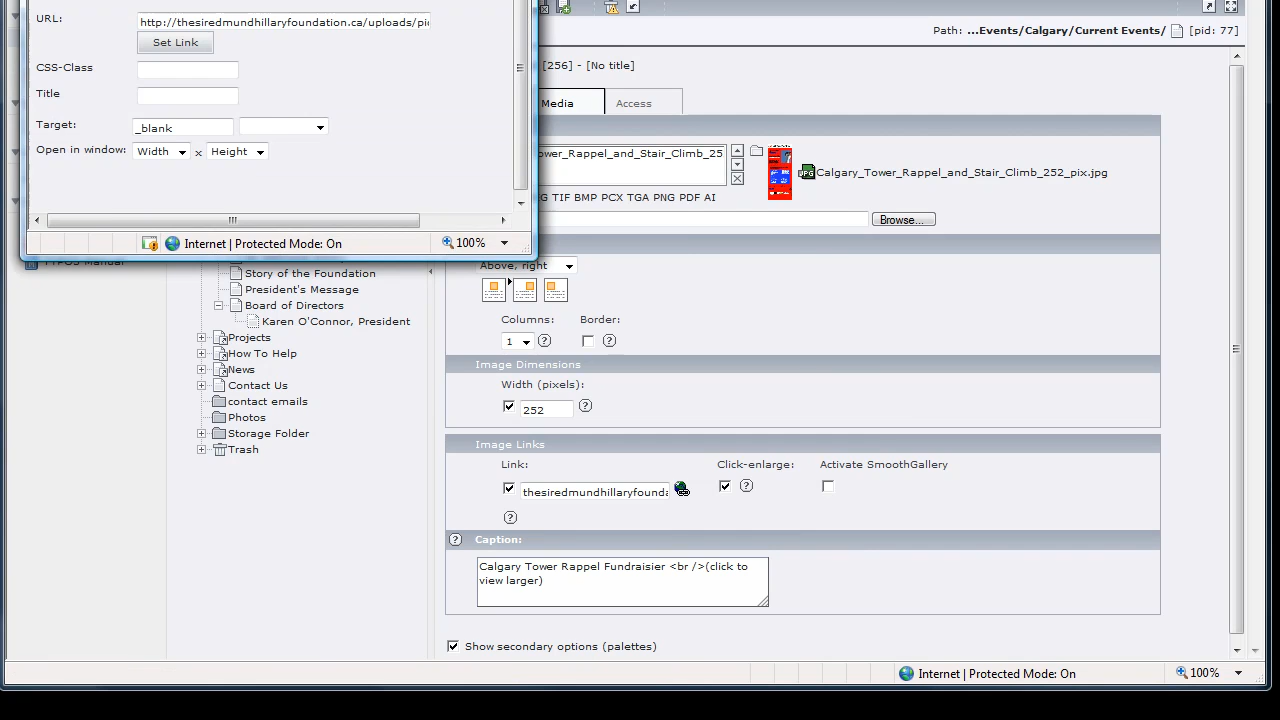 URL:
http://thesiredmundhillaryfoundation.ca/uploads/pi
Set Link
CSS-Class
Title
Target:
_blank
Open in window:
Width
x
Height
Internet | Protected Mode: On
100%
Path: ...Events/Calgary/Current Events/ [pid: 77]
[256] - [No title]
Media
Access
ower_Rappel_and_Stair_Climb_25
Calgary_Tower_Rappel_and_Stair_Climb_252_pix.jpg
G TIF BMP PCX TGA PNG PDF AI
Browse...
Above, right
Columns:
Border:
1
Image Dimensions
Width (pixels):
252
Image Links
Link:
Click-enlarge:
Activate SmoothGallery
thesiredmundhillaryfounda
Caption:
Calgary Tower Rappel Fundraisier <br />(click to
view larger)
Show secondary options (palettes)
Story of the Foundation
President's Message
Board of Directors
Karen O'Connor, President
Projects
How To Help
News
Contact Us
contact emails
Photos
Storage Folder
Trash
Internet | Protected Mode: On
100%